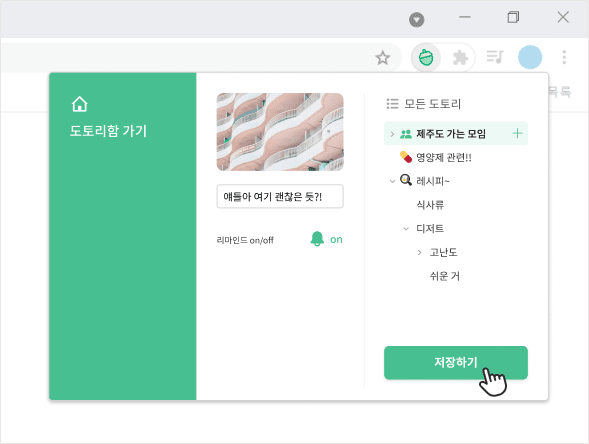 목록
도토리함 가기
얘들아 여기 괜찮은 듯?!
리마인드 on/off
on
모든 도토리
제주도 가는 모임
영양제 관련!!
레시피~
식사류
디저트
고난도
쉬운 거
저장하기